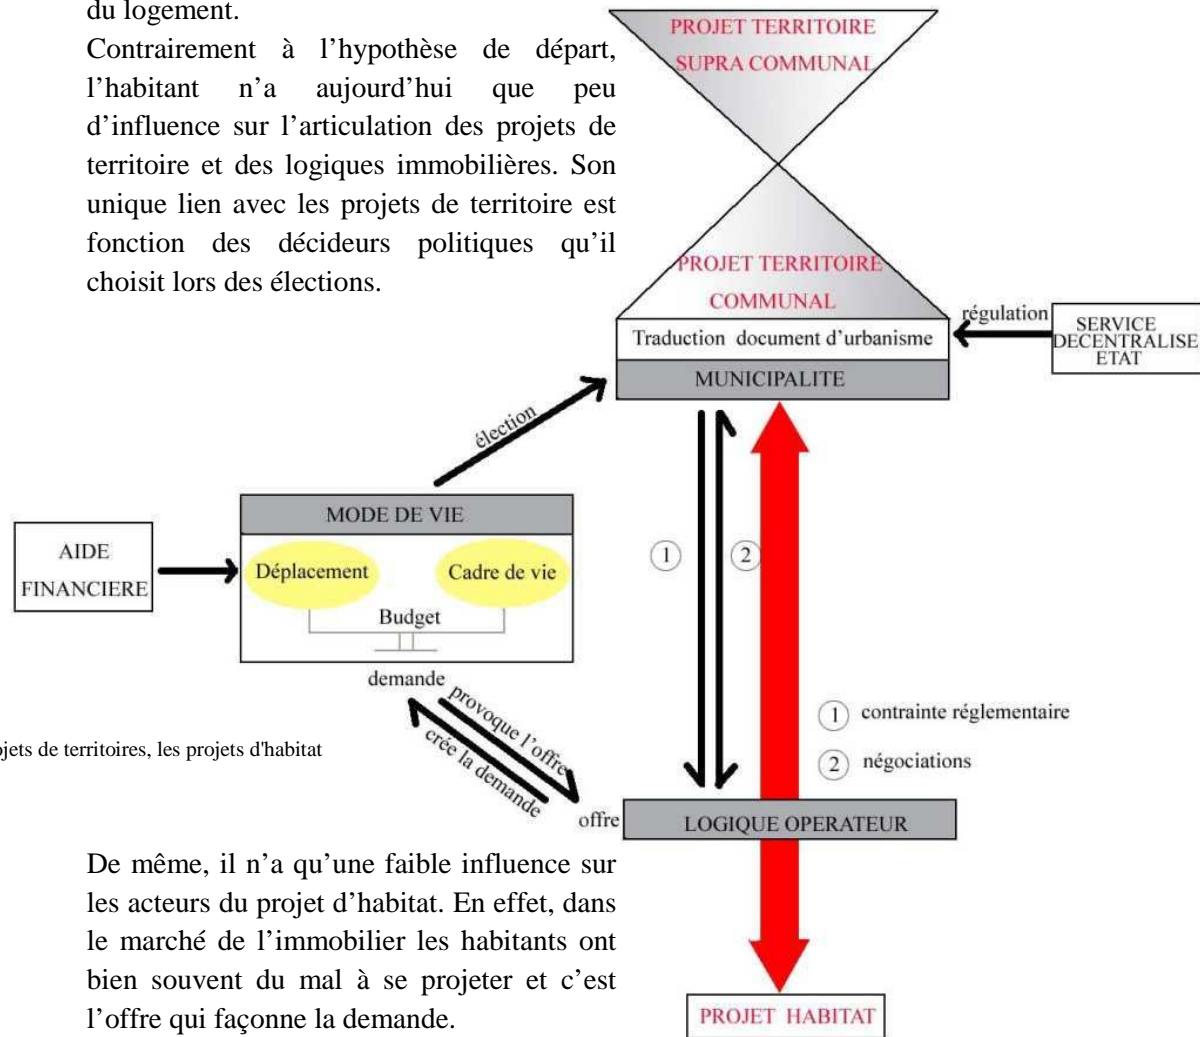 du logement.
Contrairement à l’hypothèse de départ,
l’habitant n’a aujourd’hui que peu
d’influence sur l’articulation des projets de
territoire et des logiques immobilières. Son
unique lien avec les projets de territoire est
fonction des décideurs politiques qu’il
choisit lors des élections.
PROJET TERRITOIRE
SUPRA COMMUNAL
PROJET TERRITOIRE
COMMUNAL
Traduction document d’urbanisme
MUNICIPALITE
régulation
SERVICE
DECENTRALISE
ETAT
élection
MODE DE VIE
AIDE
FINANCIERE
Déplacement
Cadre de vie
Budget
demande
provoque l’offre
crée la demande
offre
1
2
1 contrainte réglementaire
2 négociations
LOGIQUE OPERATEUR
PROJET HABITAT
ojets de territoires, les projets d'habitat
De même, il n’a qu’une faible influence sur
les acteurs du projet d’habitat. En effet, dans
le marché de l’immobilier les habitants ont
bien souvent du mal à se projeter et c’est
l’offre qui façonne la demande.